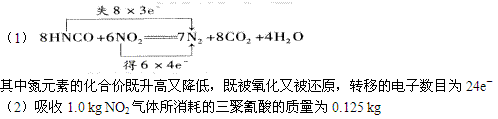 失 8 × 3e⁻
(1) 8HNCO+6NO₂═══7N₂+8CO₂+4H₂O
得 6 × 4e⁻
其中氮元素的化合价既升高又降低，既被氧化又被还原，转移的电子数目为 24e⁻
(2) 吸收 1.0 kg NO₂ 气体所消耗的三聚氰酸的质量为 0.125 kg